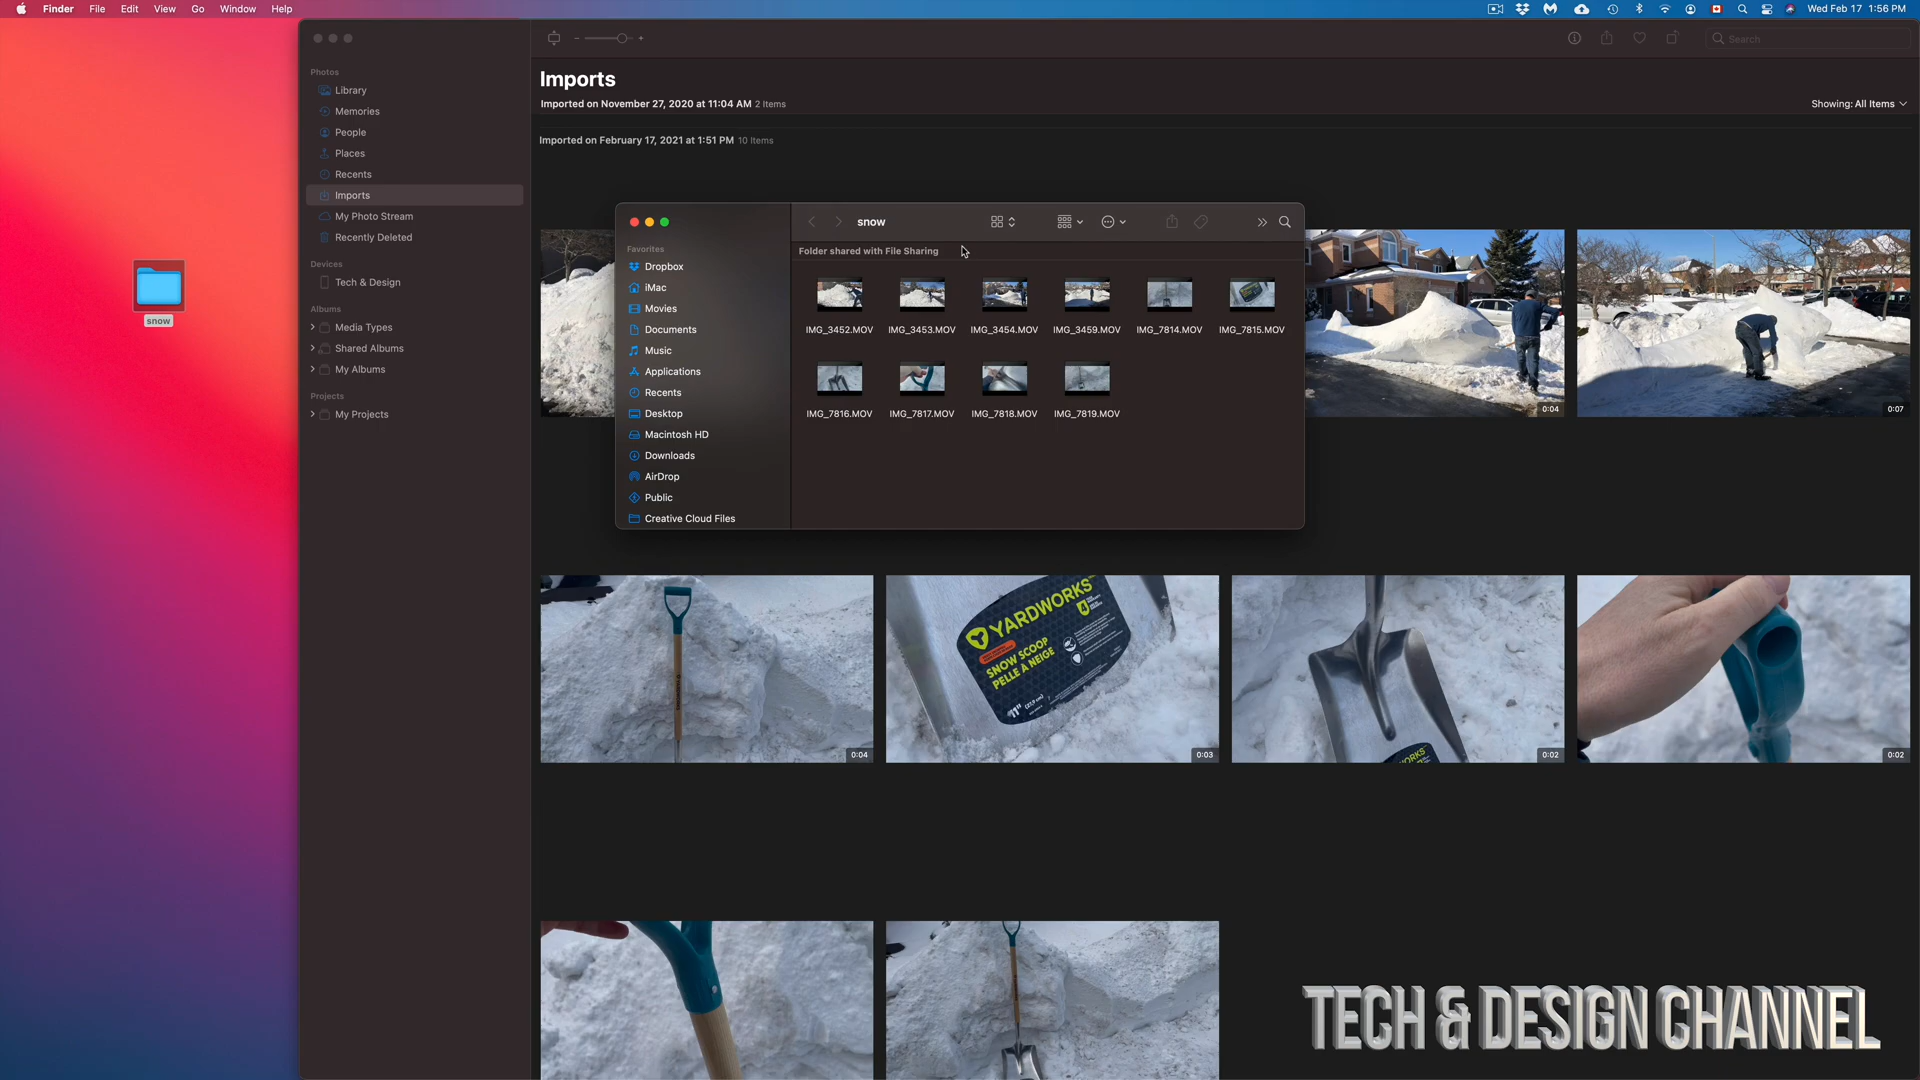 Finder File Edit View Go Window Help
Wed Feb 17 1:56 PM
Search
Photos
Library
Memories
People
Places
Recents
Imports
My Photo Stream
Recently Deleted
Devices
Tech & Design
Albums
Media Types
Shared Albums
My Albums
Projects
My Projects
Imports
Imported on November 27, 2020 at 11:04 AM 2 Items
Showing: All Items
Imported on February 17, 2021 at 1:51 PM 10 Items
snow
snow
Folder shared with File Sharing
Favorites
Dropbox
iMac
Movies
Documents
Music
Applications
Recents
Desktop
Macintosh HD
Downloads
AirDrop
Public
Creative Cloud Files
IMG_3452.MOV IMG_3453.MOV IMG_3454.MOV IMG_3459.MOV IMG_7814.MOV IMG_7815.MOV
IMG_7816.MOV IMG_7817.MOV IMG_7818.MOV IMG_7819.MOV
0:04
0:07
YARDWORKS
4
SNOW SCOOP
PELLE À NEIGE
11"
0:04
0:03
0:02
0:02
TECH & DESIGN CHANNEL